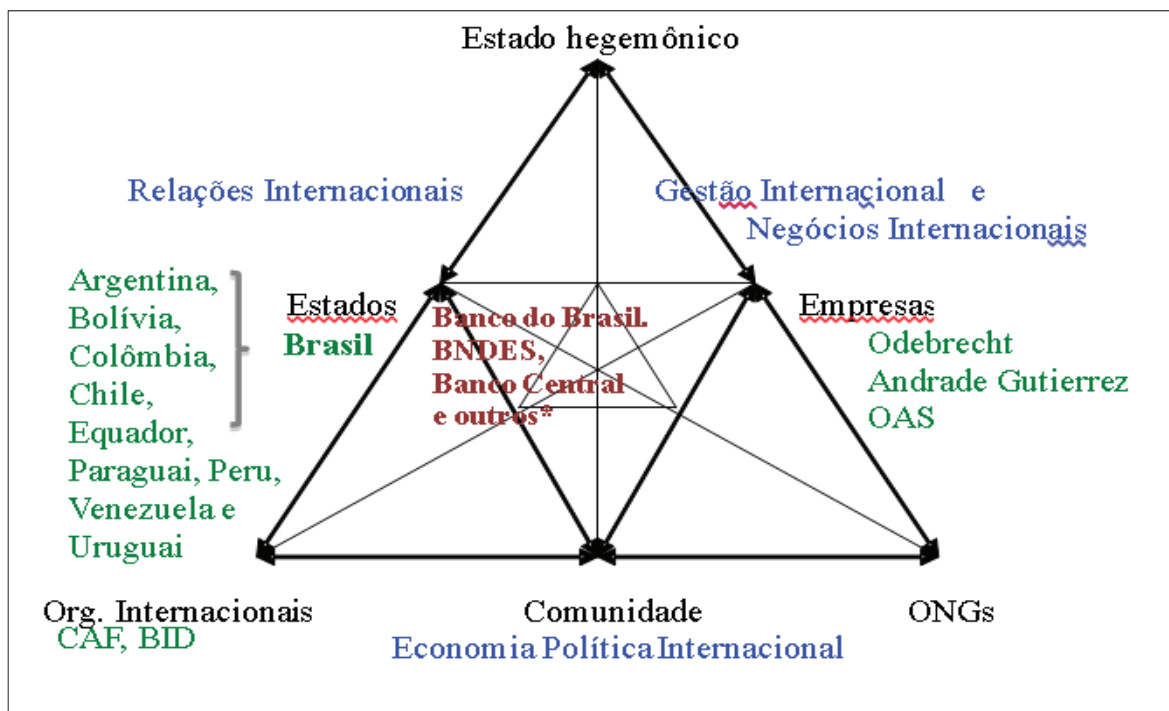 Estado hegemônico
Relações Internacionais
Gestão Internacional e
Negócios Internacionais
Argentina,
Bolívia,
Colômbia,
Chile,
Equador,
Paraguai, Peru,
Venezuela e
Uruguai
Estados
Brasil
Banco do Brasil.
BNDES,
Banco Central
e outros*
Empresas
Odebrecht
Andrade Gutierrez
OAS
Org. Internacionais
CAF, BID
Comunidade
ONGs
Economia Política Internacional